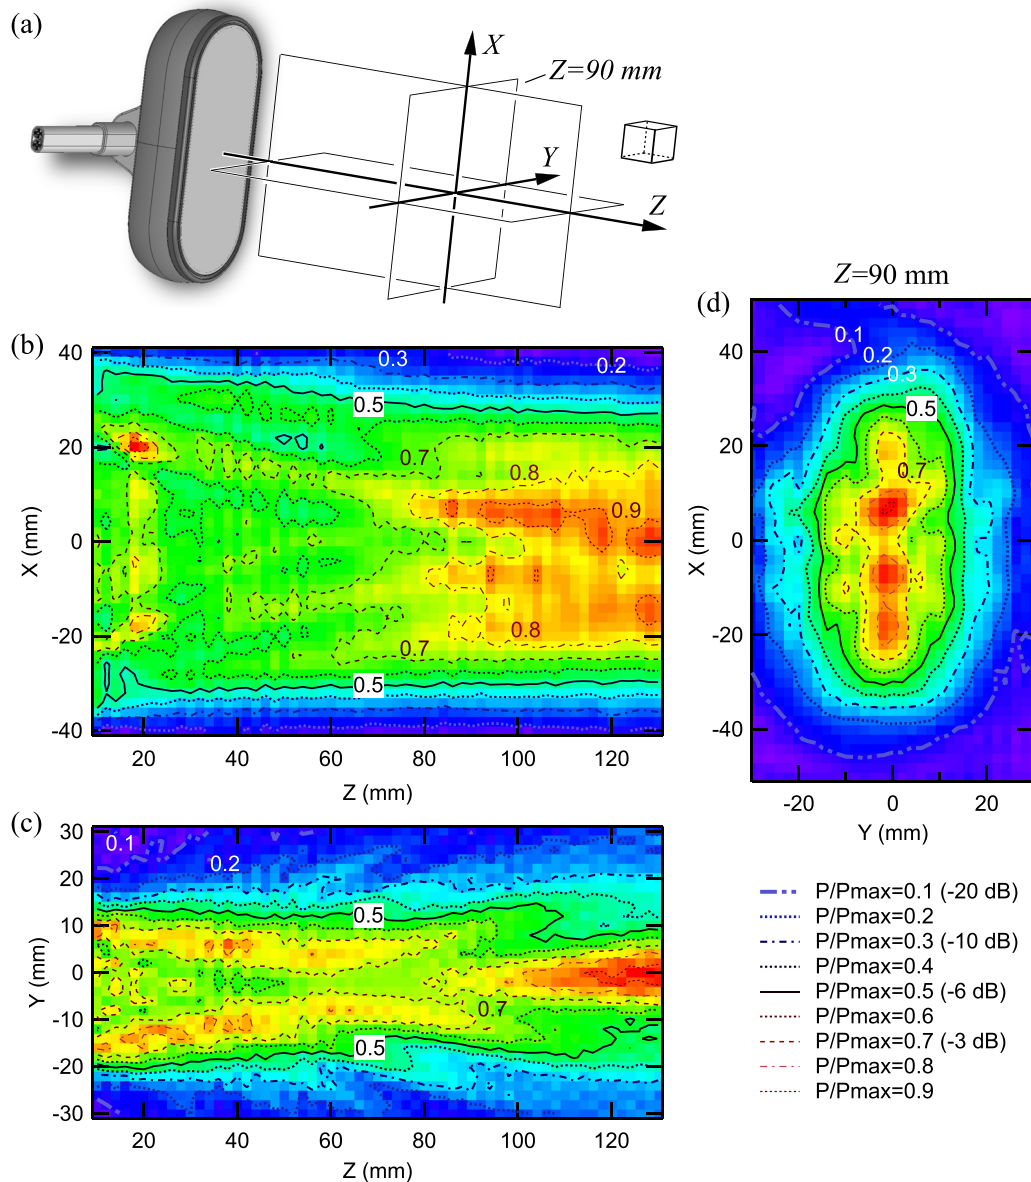 (a)
X
Z=90 mm
Y
Z
(b)
40
20
0
-20
-40
X (mm)
0.3
0.2
0.5
0.7
0.8
0.9
0.8
0.7
0.5
20
40
60
80
100
120
Z (mm)
(c)
30
20
10
0
-10
-20
-30
Y (mm)
0.1
0.2
0.5
0.7
0.5
20
40
60
80
100
120
Z (mm)
Z=90 mm
(d)
40
20
0
-20
-40
X (mm)
0.1
0.2
0.3
0.5
0.7
-20
0
20
Y (mm)
P/Pmax=0.1 (-20 dB)
P/Pmax=0.2
P/Pmax=0.3 (-10 dB)
P/Pmax=0.4
P/Pmax=0.5 (-6 dB)
P/Pmax=0.6
P/Pmax=0.7 (-3 dB)
P/Pmax=0.8
P/Pmax=0.9